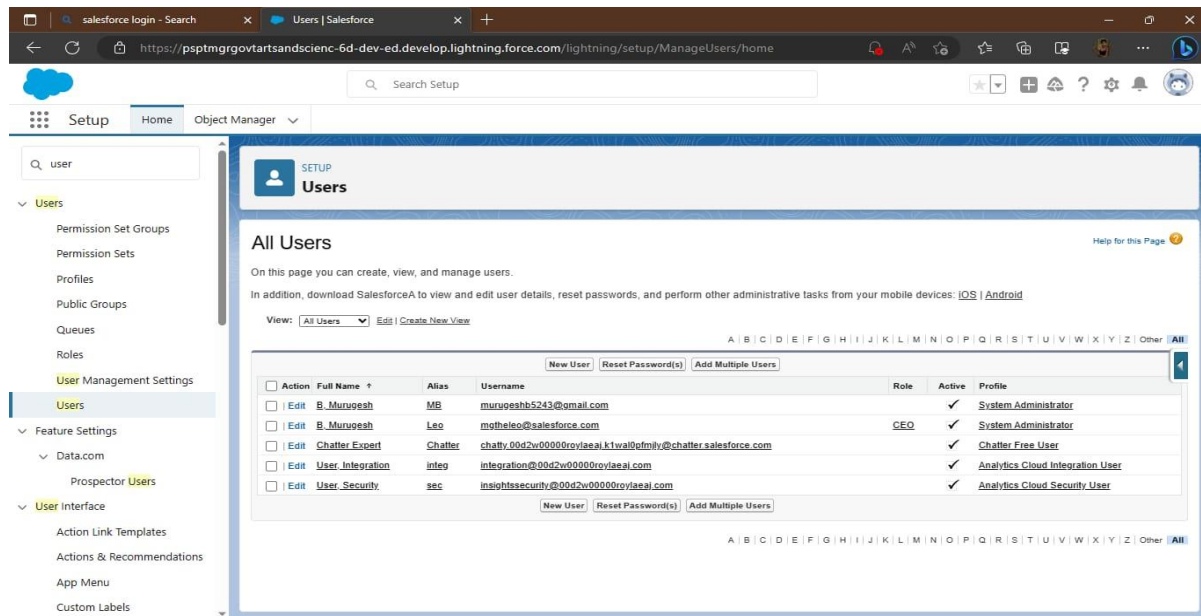 salesforce login - Search
Users | Salesforce
https://psptmgrgovtartsandscienc-6d-dev-ed.develop.lightning.force.com/lightning/setup/ManageUsers/home
Search Setup
Setup Home Object Manager
user
Users
Permission Set Groups
Permission Sets
Profiles
Public Groups
Queues
Roles
User Management Settings
Users
Feature Settings
Data.com
Prospector Users
User Interface
Action Link Templates
Actions & Recommendations
App Menu
Custom Labels
SETUP
Users
All Users
Help for this Page
On this page you can create, view, and manage users.
In addition, download SalesforceA to view and edit user details, reset passwords, and perform other administrative tasks from your mobile devices: iOS | Android
View: All Users Edit | Create New View
A | B | C | D | E | F | G | H | I | J | K | L | M | N | O | P | Q | R | S | T | U | V | W | X | Y | Z | Other All
New User Reset Password(s) Add Multiple Users
Action Full Name ↑ Alias Username Role Active Profile
Edit B, Murugesh MB murugeshb5243@gmail.com System Administrator
Edit B, Murugesh Leo mgtheleo@salesforce.com CEO System Administrator
Edit Chatter Expert Chatter chatty.00d2w00000roylaeaj.k1wal0pfmjly@chatter.salesforce.com Chatter Free User
Edit User, Integration integ integration@00d2w00000roylaeaj.com Analytics Cloud Integration User
Edit User, Security sec insightssecurity@00d2w00000roylaeaj.com Analytics Cloud Security User
New User Reset Password(s) Add Multiple Users
A | B | C | D | E | F | G | H | I | J | K | L | M | N | O | P | Q | R | S | T | U | V | W | X | Y | Z | Other All